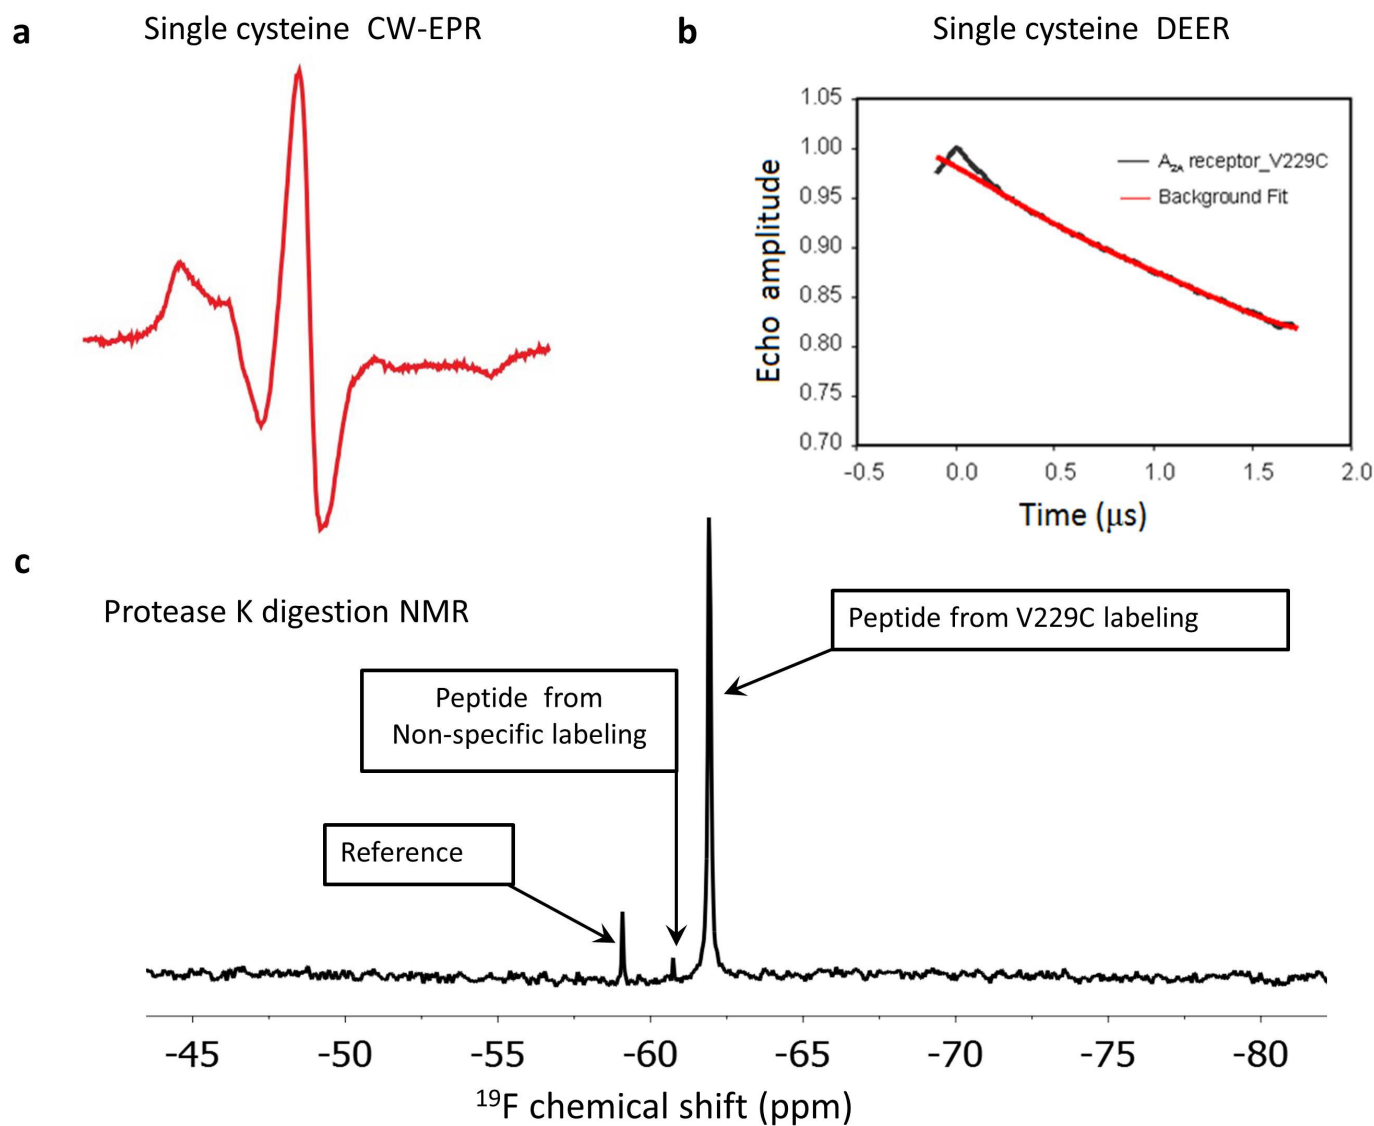 a
Single cysteine CW-EPR
b
Single cysteine DEER
1.05
1.00
0.95
0.90
0.85
0.80
0.75
0.70
Echo amplitude
A2A receptor_V229C
Background Fit
-0.5 0.0 0.5 1.0 1.5 2.0
Time (μs)
c
Protease K digestion NMR
Peptide from V229C labeling
Peptide from
Non-specific labeling
Reference
-45 -50 -55 -60 -65 -70 -75 -80
19F chemical shift (ppm)